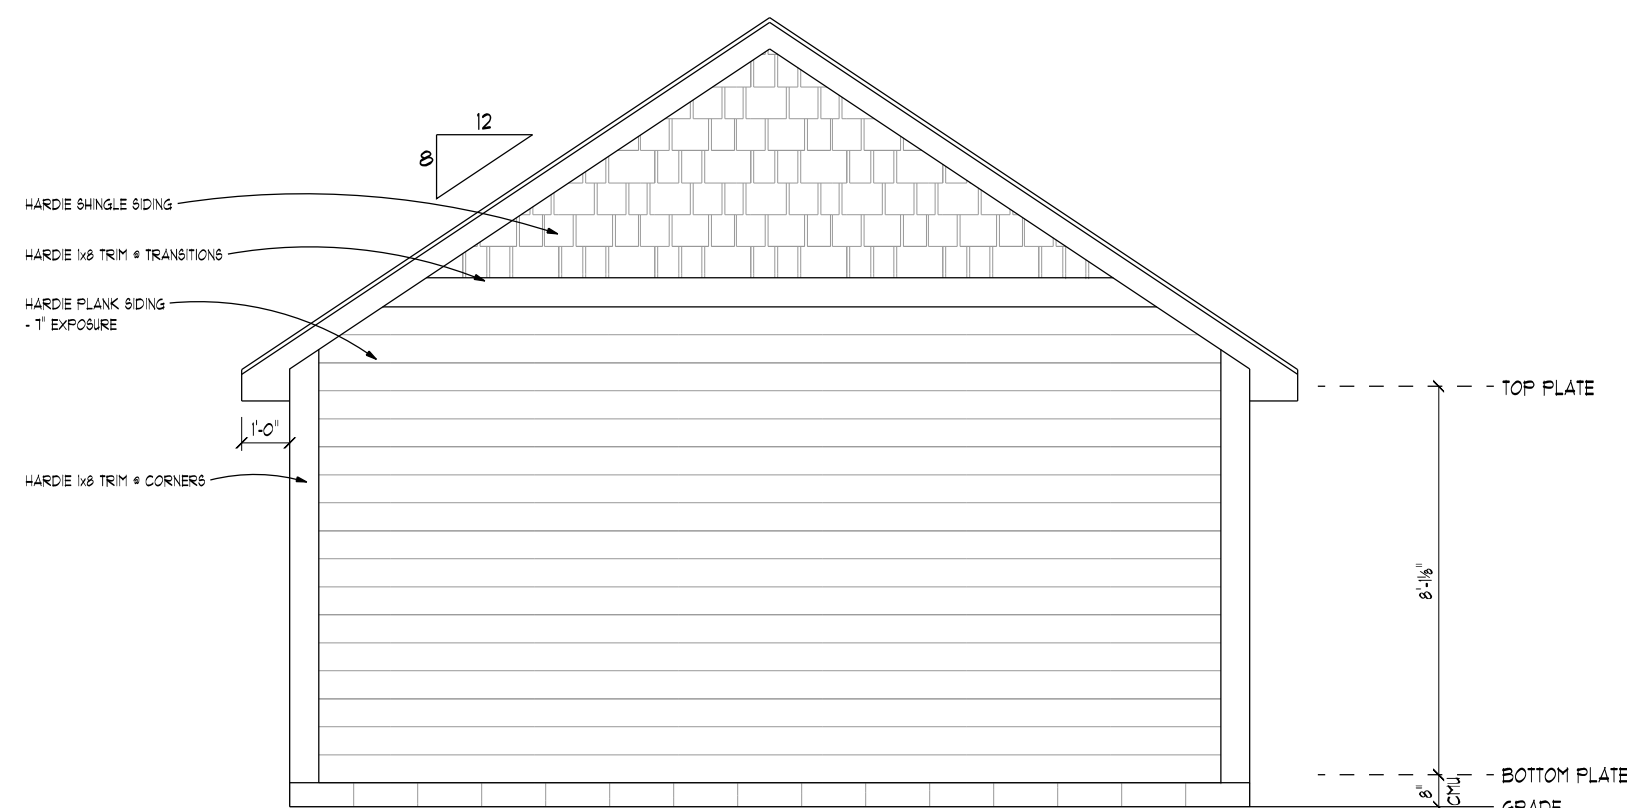 12
8
HARDIE SHINGLE SIDING
HARDIE 1x8 TRIM @ TRANSITIONS
HARDIE PLANK SIDING
- 7" EXPOSURE
TOP PLATE
1'-0"
HARDIE 1x8 TRIM @ CORNERS
8'-1⅛"
BOTTOM PLATE
8"
CMU
GRADE